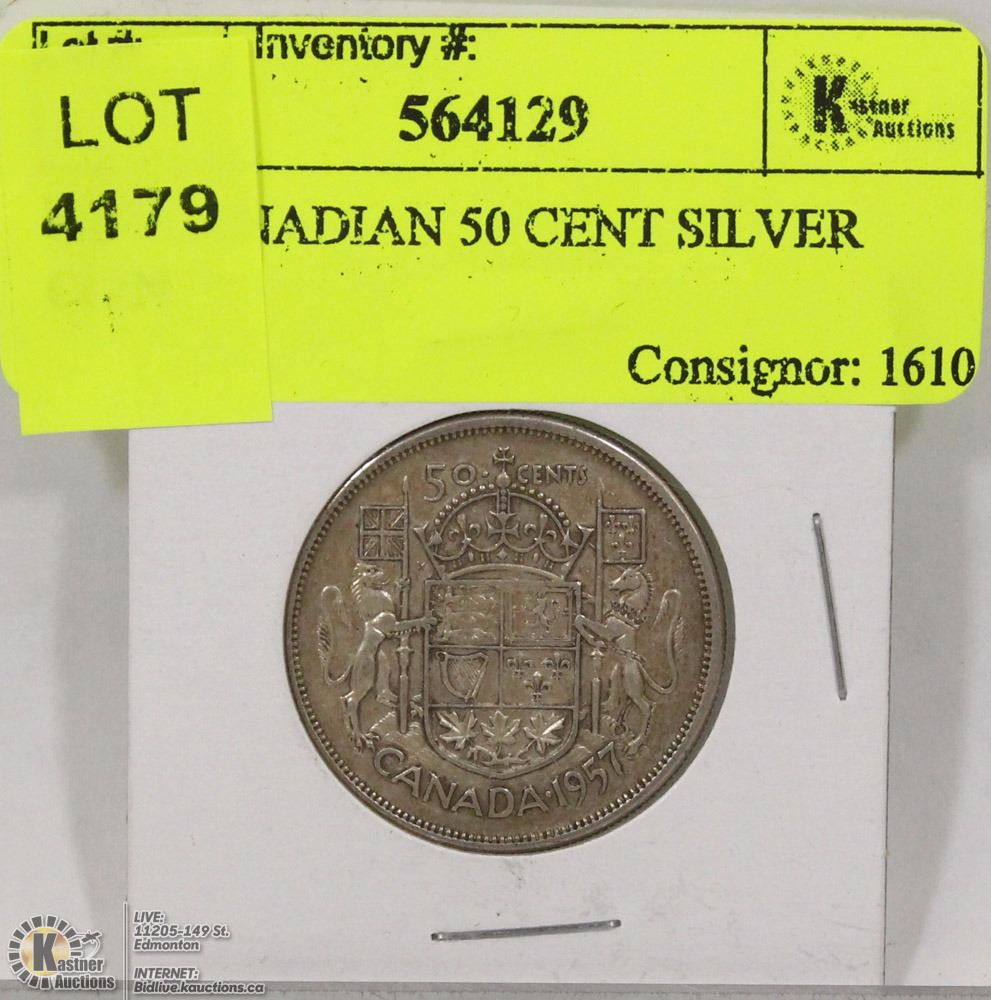 Lot #: Inventory #:
LOT
4179
564129
Kastner
Auctions
NADIAN 50 CENT SILVER
Consignor: 1610
50 · CENTS
CANADA · 1957
LIVE:
11205-149 St.
Edmonton
INTERNET:
Bidlive.kauctions.ca
Kastner
Auctions